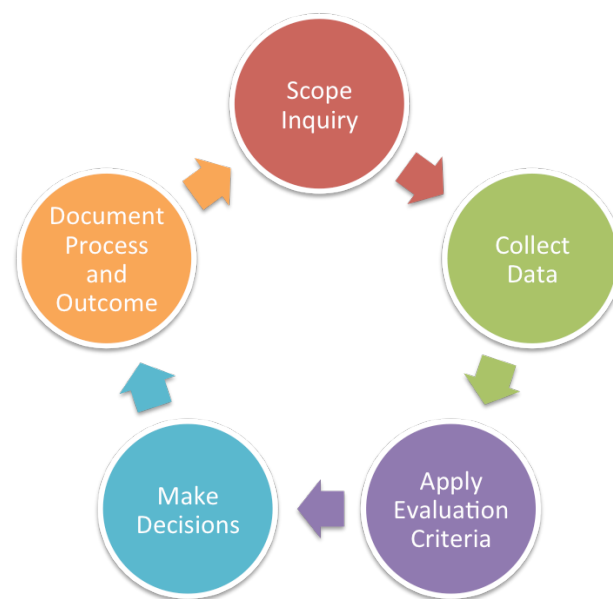 Scope
Inquiry
Collect
Data
Apply
Evaluation
Criteria
Make
Decisions
Document
Process
and
Outcome